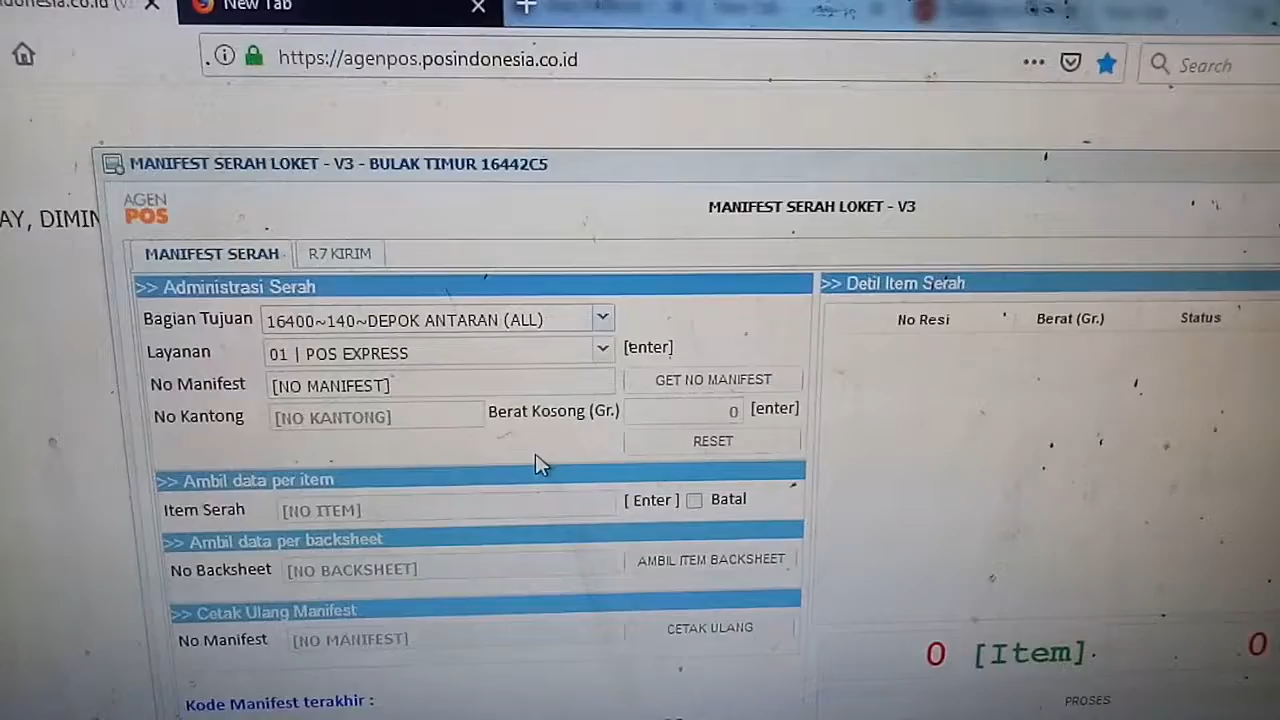 New Tab
https://agenpos.posindonesia.co.id
Search
MANIFEST SERAH LOKET - V3 - BULAK TIMUR 16442C5
AY, DIMIN
AGEN
POS
MANIFEST SERAH LOKET - V3
MANIFEST SERAH
R7 KIRIM
>> Administrasi Serah
>> Detil Item Serah
Bagian Tujuan 16400~140~DEPOK ANTARAN (ALL)
No Resi Berat (Gr.) Status
Layanan 01 | POS EXPRESS [enter]
No Manifest [NO MANIFEST] GET NO MANIFEST
No Kantong [NO KANTONG] Berat Kosong (Gr.) 0 [enter]
RESET
>> Ambil data per item
Item Serah [NO ITEM] [ Enter ] Batal
>> Ambil data per backsheet
No Backsheet [NO BACKSHEET] AMBIL ITEM BACKSHEET
>> Cetak Ulang Manifest
No Manifest [NO MANIFEST] CETAK ULANG
0 [Item] 0
Kode Manifest terakhir :
PROSES